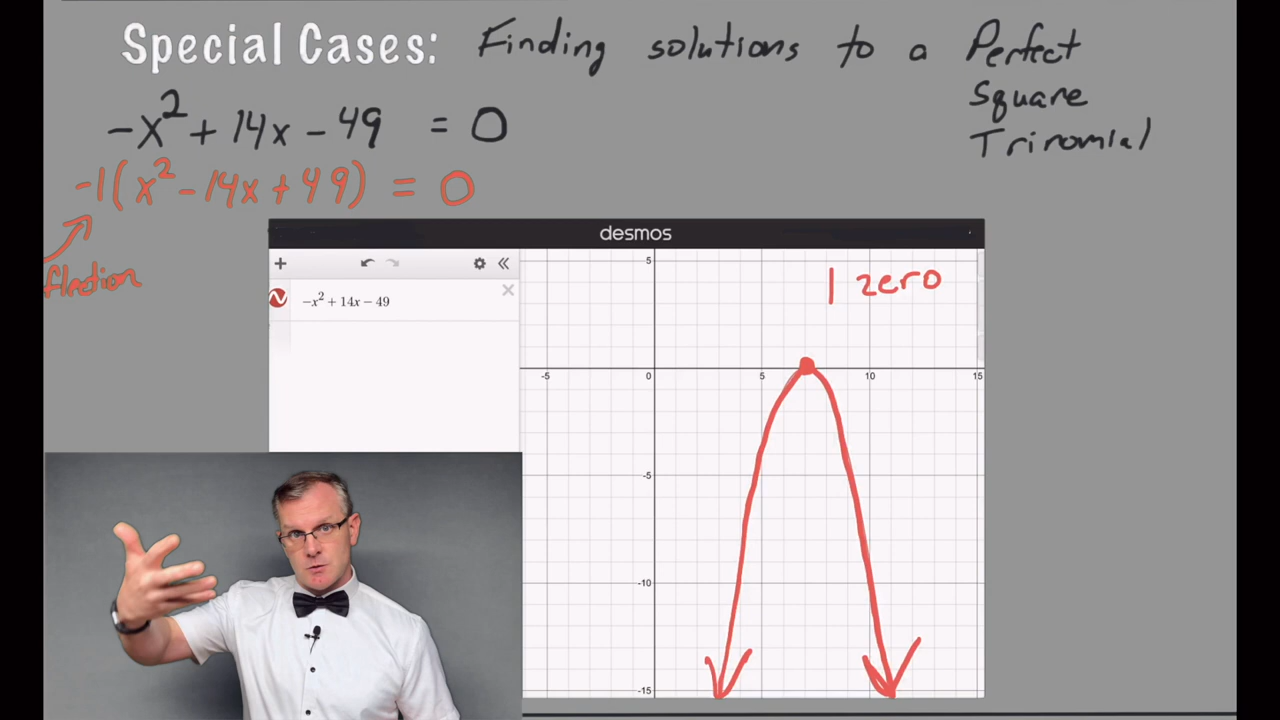 Special Cases: Finding solutions to a Perfect
Square
Trinomial
-x² + 14x - 49 = 0
-1(x² - 14x + 49) = 0
flection
desmos
-x² + 14x - 49
1 zero
5
-5
0
5
10
15
-5
-10
-15